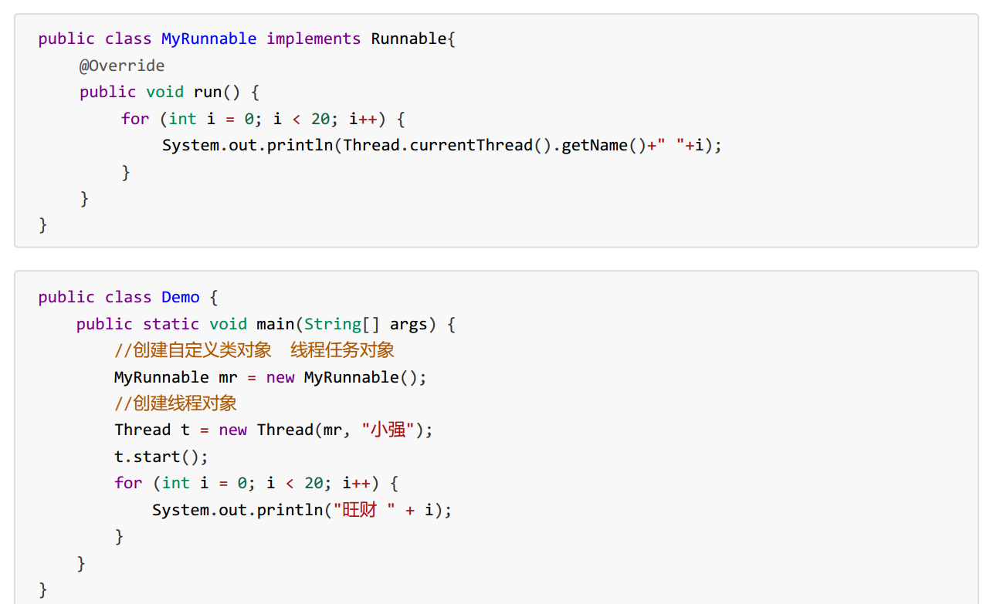 public class MyRunnable implements Runnable{
@Override
public void run() {
for (int i = 0; i < 20; i++) {
System.out.println(Thread.currentThread().getName()+" "+i);
}
}
}
public class Demo {
public static void main(String[] args) {
//创建自定义类对象  线程任务对象
MyRunnable mr = new MyRunnable();
//创建线程对象
Thread t = new Thread(mr, "小强");
t.start();
for (int i = 0; i < 20; i++) {
System.out.println("旺财 " + i);
}
}
}